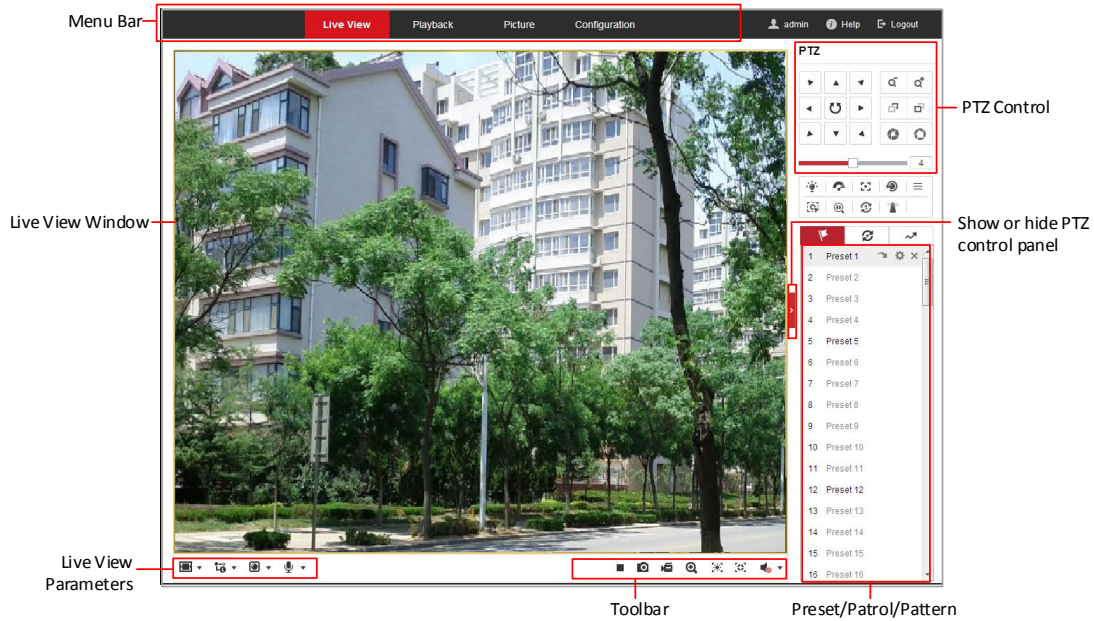 Menu Bar
Live View Playback Picture Configuration admin Help Logout
PTZ
PTZ Control
4
Live View Window
Show or hide PTZ
control panel
1 Preset 1
2 Preset 2
3 Preset 3
4 Preset 4
5 Preset 5
6 Preset 6
7 Preset 7
8 Preset 8
9 Preset 9
10 Preset 10
11 Preset 11
12 Preset 12
13 Preset 13
14 Preset 14
15 Preset 15
16 Preset 16
Live View
Parameters
Toolbar
Preset/Patrol/Pattern